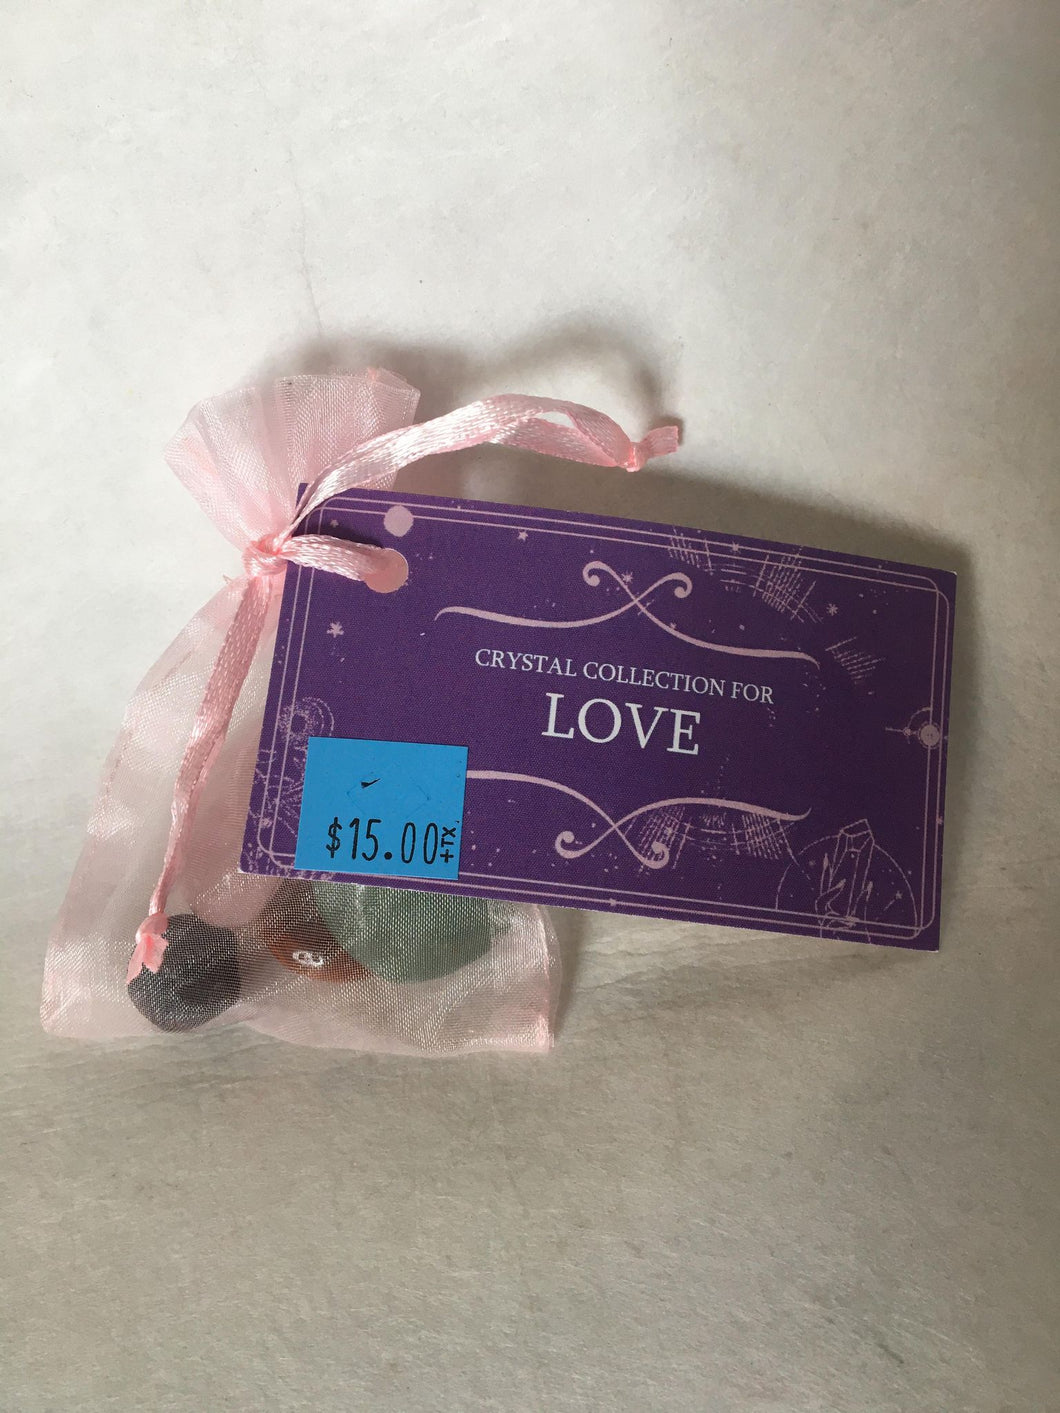 CRYSTAL COLLECTION FOR
LOVE
$15.00+TX